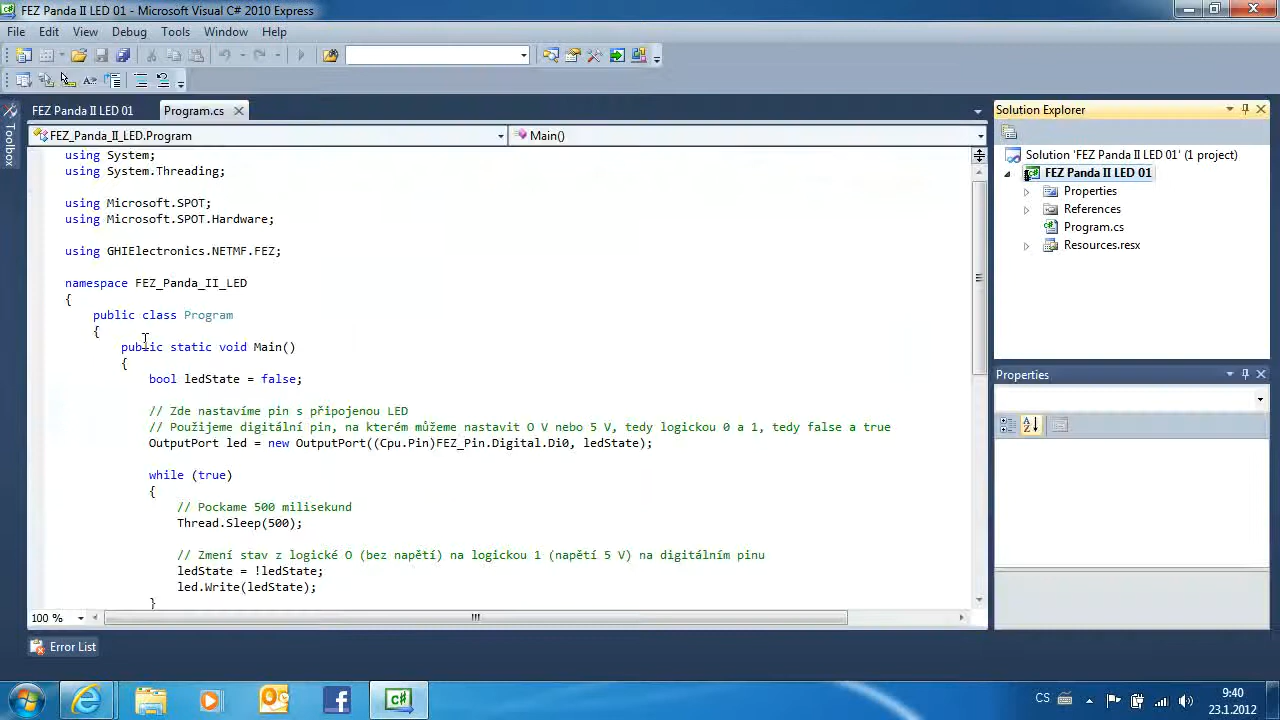 FEZ Panda II LED 01 - Microsoft Visual C# 2010 Express
File Edit View Debug Tools Window Help
Toolbox
FEZ Panda II LED 01 Program.cs
FEZ_Panda_II_LED.Program Main()
using System;
using System.Threading;
using Microsoft.SPOT;
using Microsoft.SPOT.Hardware;
using GHIElectronics.NETMF.FEZ;
namespace FEZ_Panda_II_LED
{
public class Program
{
public static void Main()
{
bool ledState = false;
// Zde nastavíme pin s připojenou LED
// Použijeme digitální pin, na kterém můžeme nastavit O V nebo 5 V, tedy logickou 0 a 1, tedy false a true
OutputPort led = new OutputPort((Cpu.Pin)FEZ_Pin.Digital.Di0, ledState);
while (true)
{
// Pockame 500 milisekund
Thread.Sleep(500);
// Zmení stav z logické O (bez napětí) na logickou 1 (napětí 5 V) na digitálním pinu
ledState = !ledState;
led.Write(ledState);
}
100 %
Error List
Solution Explorer
Solution 'FEZ Panda II LED 01' (1 project)
FEZ Panda II LED 01
Properties
References
Program.cs
Resources.resx
Properties
CS
9:40
23.1.2012